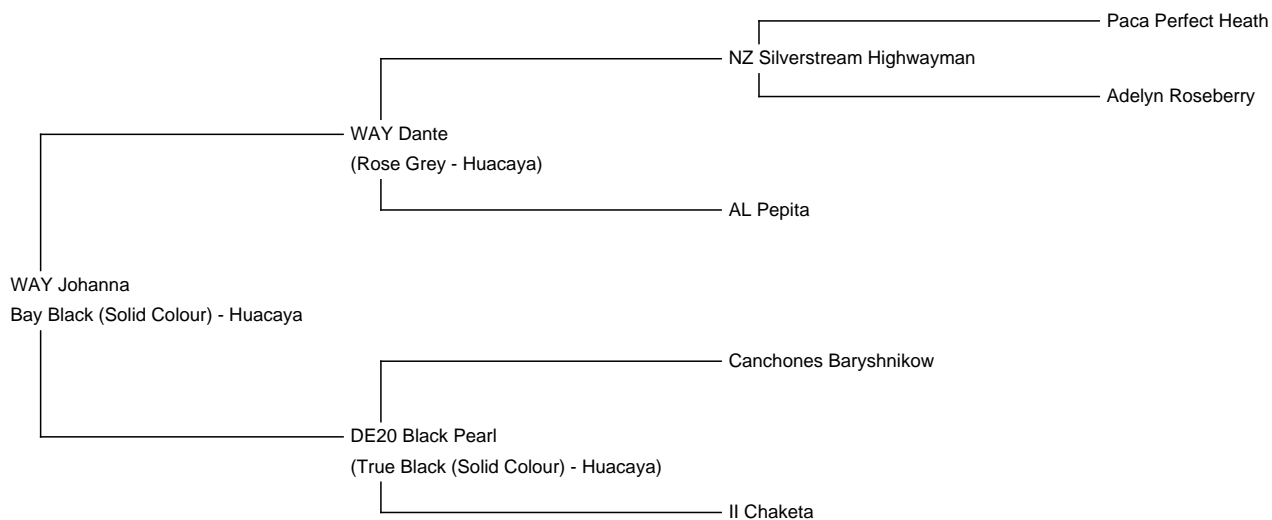 Paca Perfect Heath
NZ Silverstream Highwayman
Adelyn Roseberry
WAY Dante
(Rose Grey - Huacaya)
AL Pepita
WAY Johanna
Bay Black (Solid Colour) - Huacaya
Canchones Baryshnikow
DE20 Black Pearl
(True Black (Solid Colour) - Huacaya)
II Chaketa